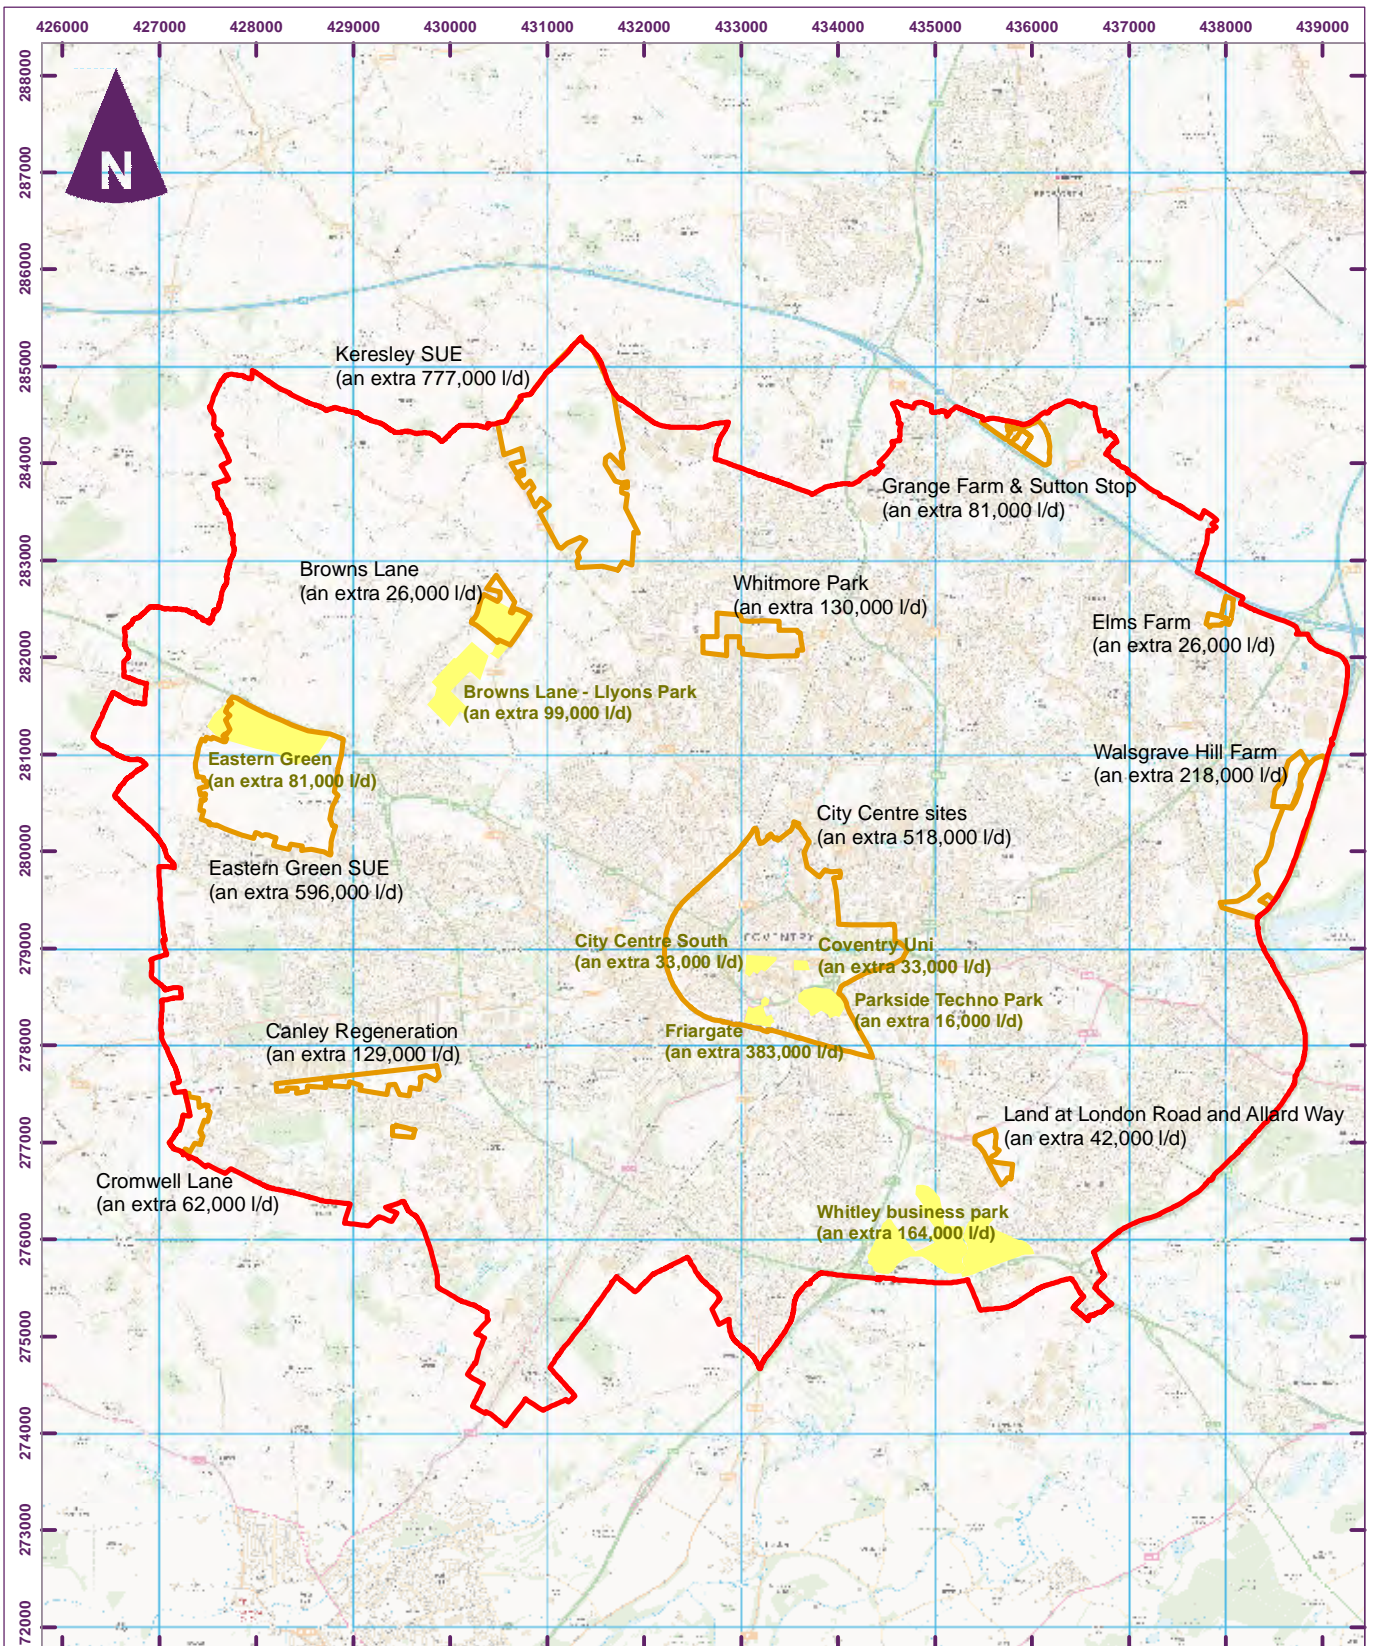 426000 427000 428000 429000 430000 431000 432000 433000 434000 435000 436000 437000 438000 439000
288000
N
287000
286000
285000
Keresley SUE
(an extra 777,000 l/d)
284000
Grange Farm & Sutton Stop
(an extra 81,000 l/d)
283000
Browns Lane
(an extra 26,000 l/d)
Whitmore Park
(an extra 130,000 l/d)
Elms Farm
(an extra 26,000 l/d)
282000
Browns Lane - Llyons Park
(an extra 99,000 l/d)
281000
Eastern Green
(an extra 81,000 l/d)
Walsgrave Hill Farm
(an extra 218,000 l/d)
City Centre sites
(an extra 518,000 l/d)
280000
Eastern Green SUE
(an extra 596,000 l/d)
279000
COVENTRY
City Centre South
(an extra 33,000 l/d)
Coventry Uni
(an extra 33,000 l/d)
Parkside Techno Park
(an extra 16,000 l/d)
278000
Canley Regeneration
(an extra 129,000 l/d)
Friargate
(an extra 383,000 l/d)
277000
Land at London Road and Allard Way
(an extra 42,000 l/d)
Cromwell Lane
(an extra 62,000 l/d)
276000
Whitley business park
(an extra 164,000 l/d)
275000
274000
273000
72000